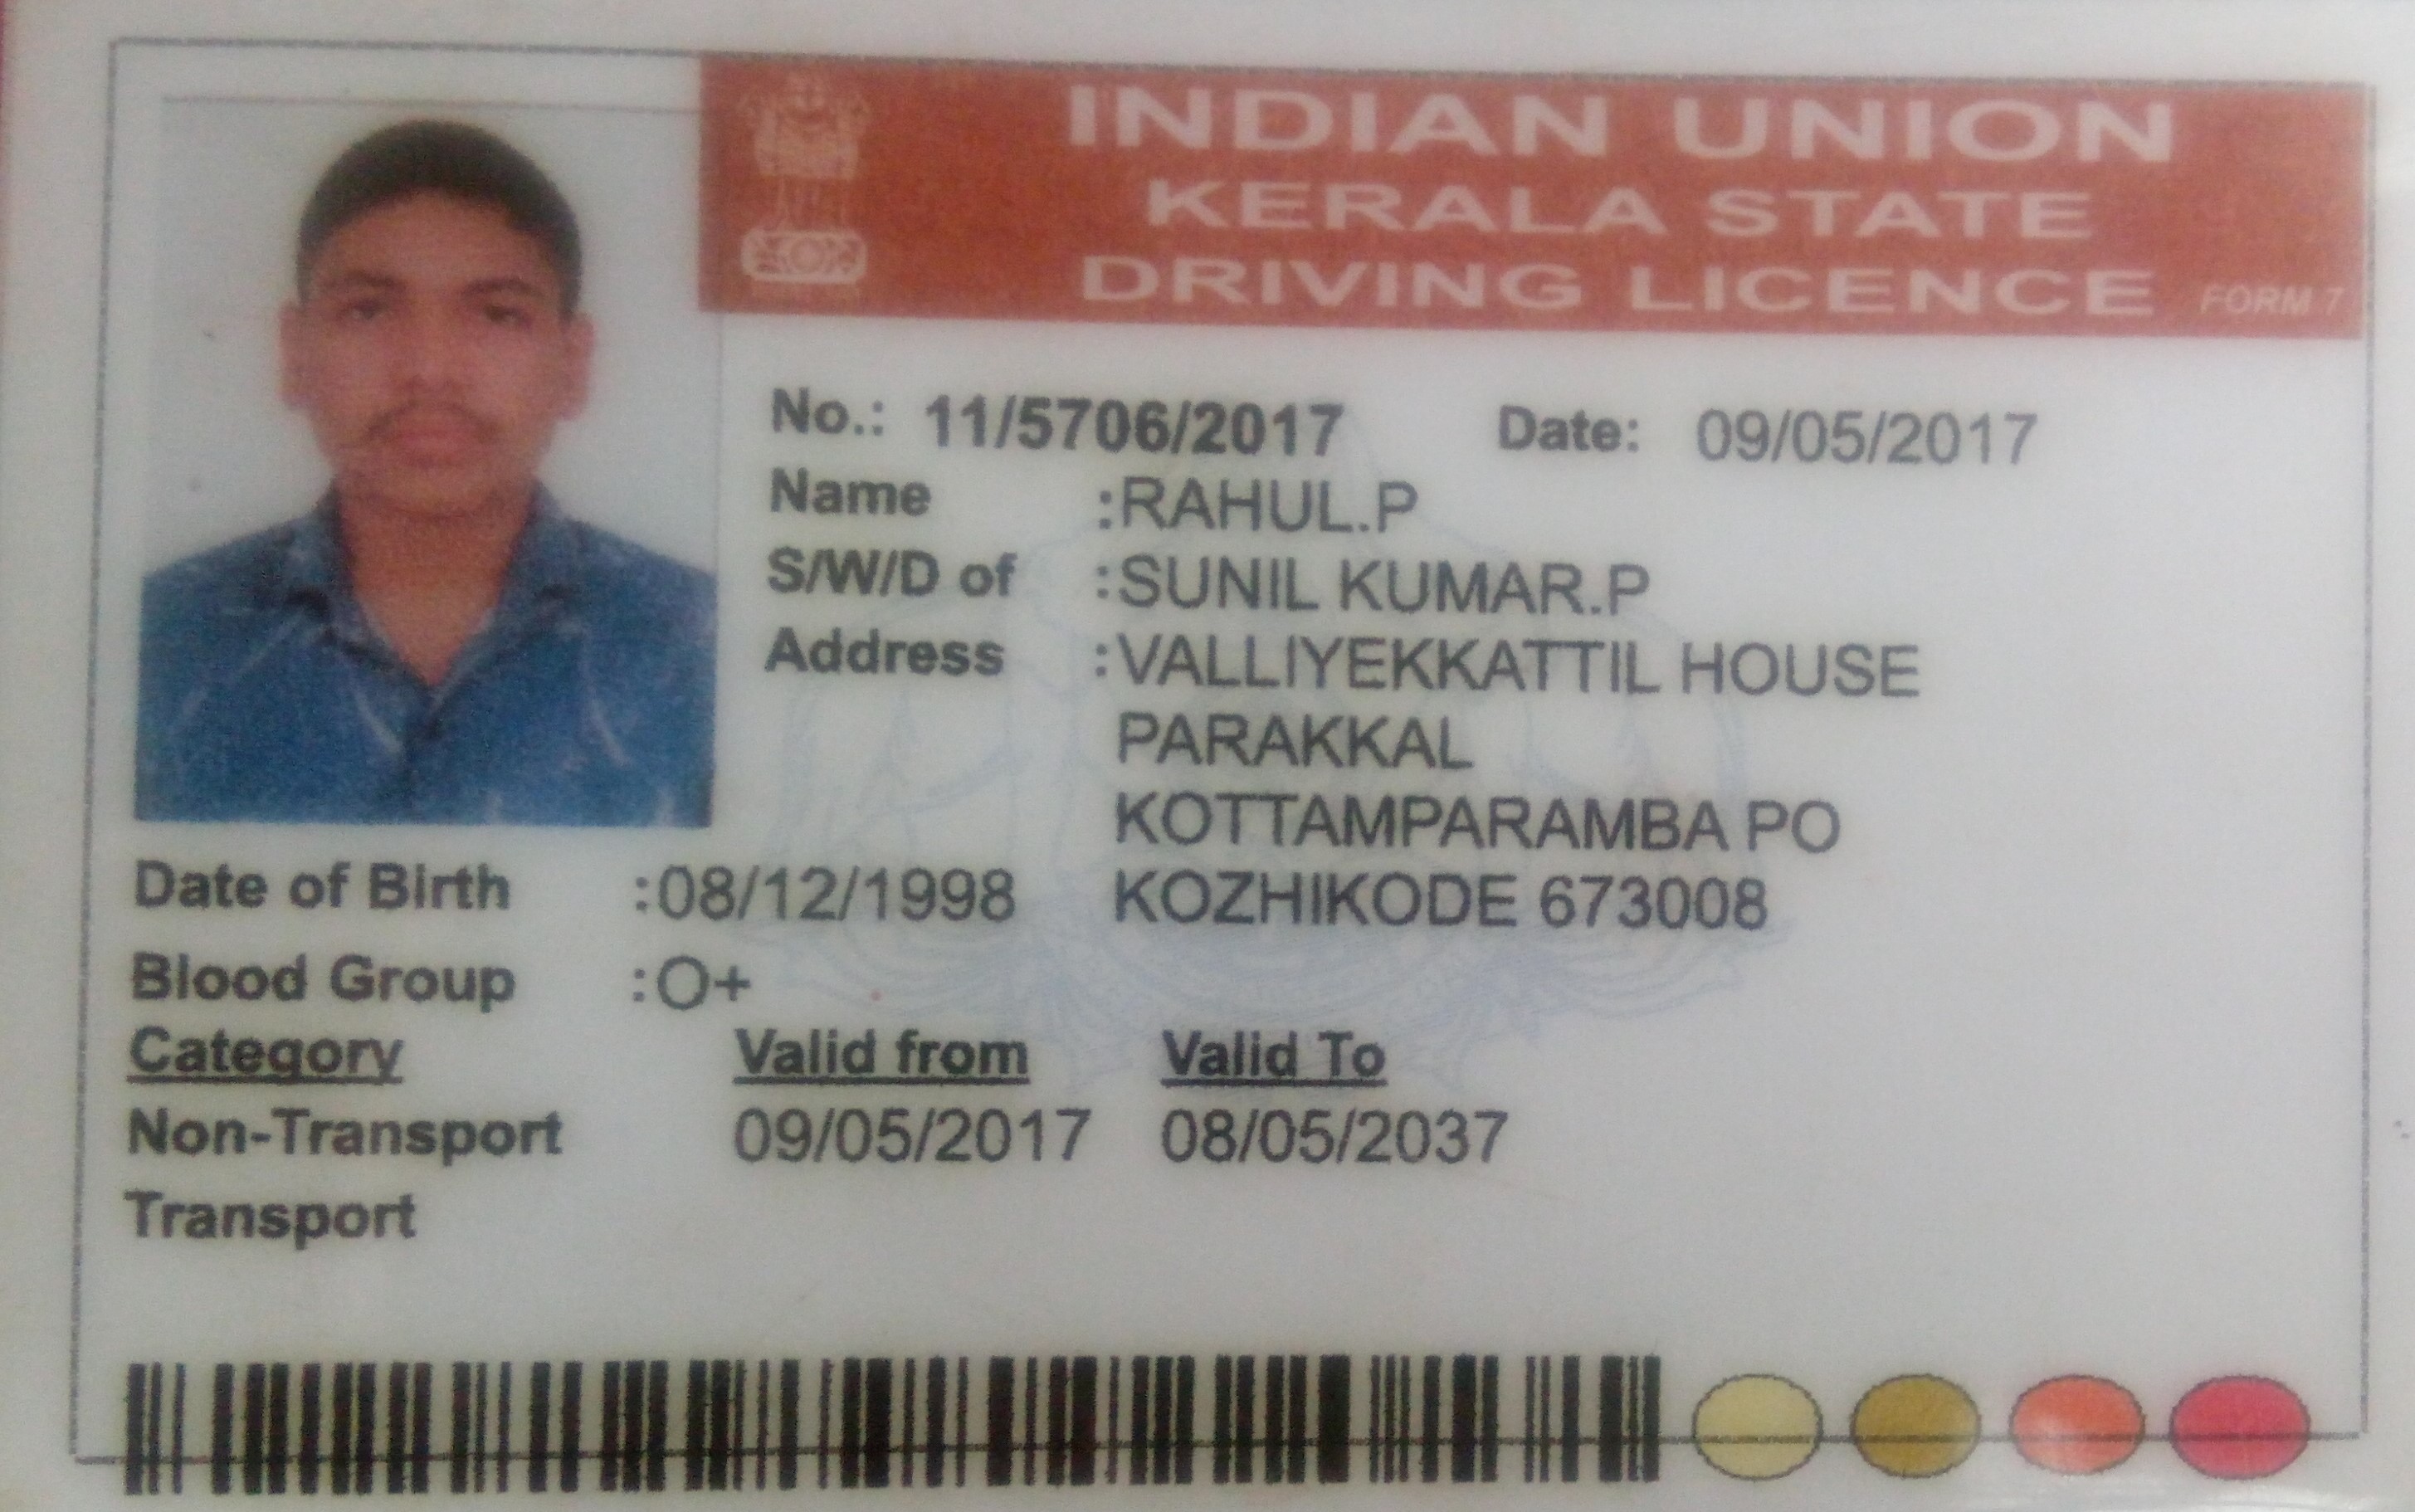 INDIAN UNION
KERALA STATE
DRIVING LICENCE FORM 7
No.: 11/5706/2017 Date: 09/05/2017
Name :RAHUL.P
S/W/D of :SUNIL KUMAR.P
Address :VALLIYEKKATTIL HOUSE
PARAKKAL
KOTTAMPARAMBA PO
KOZHIKODE 673008
Date of Birth :08/12/1998
Blood Group :O+
Category Valid from Valid To
Non-Transport 09/05/2017 08/05/2037
Transport